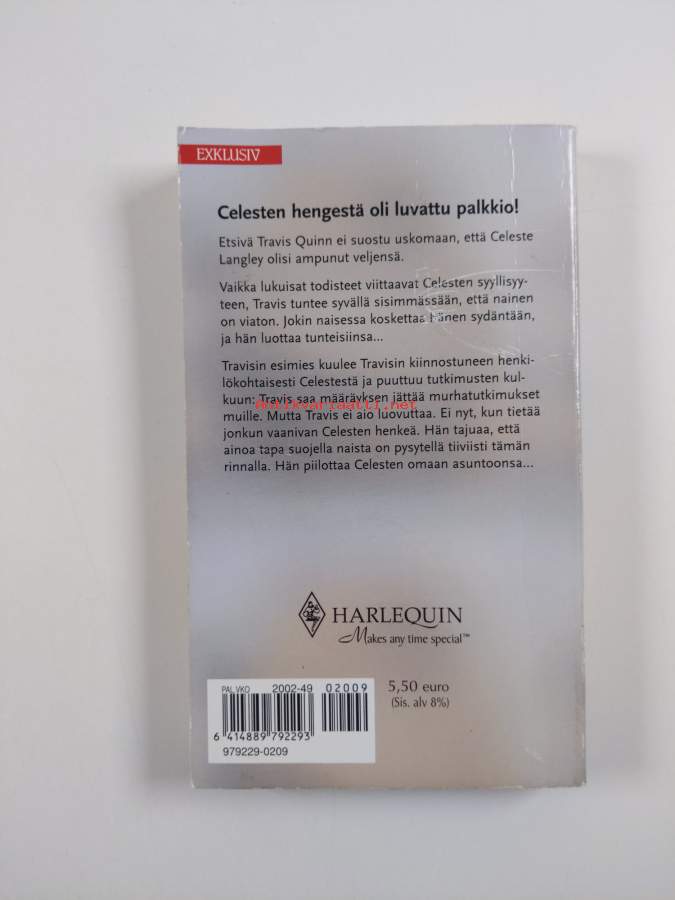 EXKLUSIV
Celesten hengestä oli luvattu palkkio!
Etsivä Travis Quinn ei suostu uskomaan, että Celeste
Langley olisi ampunut veljensä.
Vaikka lukuisat todisteet viittaavat Celesten syyllisyy-
teen, Travis tuntee syvällä sisimmässään, että nainen
on viaton. Jokin naisessa koskettaa hänen sydäntään,
ja hän luottaa tunteisiinsa...
Travisin esimies kuulee Travisin kiinnostuneen henki-
lökohtaisesti Celestestä ja puuttuu tutkimusten kul-
kuun: Travis saa määräyksen jättää murhatutkimukset
antikvariaatti.net
muille. Mutta Travis ei aio luovuttaa. Ei nyt, kun tietää
jonkun vaanivan Celesten henkeä. Hän tajuaa, että
ainoa tapa suojella naista on pysytellä tiiviisti tämän
rinnalla. Hän piilottaa Celesten omaan asuntoonsa...
HARLEQUIN
Makes any time special™
PAL.VKO 2002-49 02009
6 414889 792293
979229-0209
5,50 euro
(Sis. alv 8%)